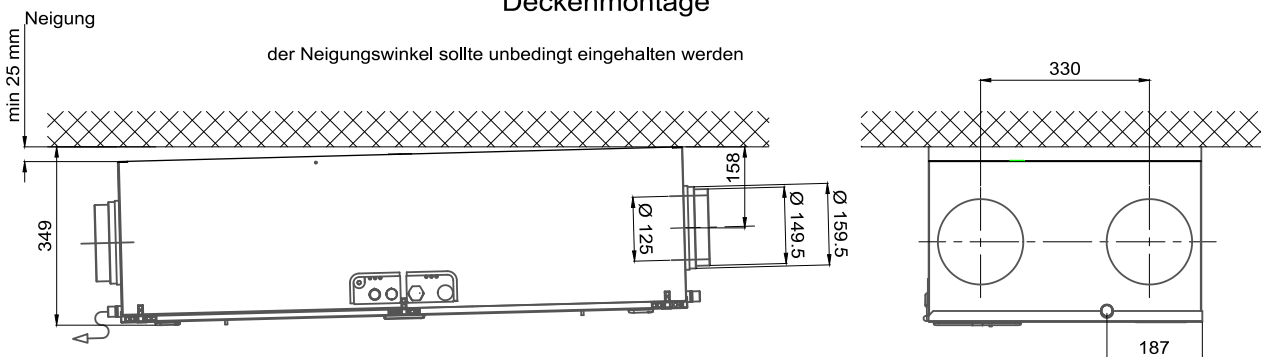 Deckenmontage
Neigung
der Neigungswinkel sollte unbedingt eingehalten werden
min 25 mm
330
158
349
Ø 125
Ø 149.5
Ø 159.5
187